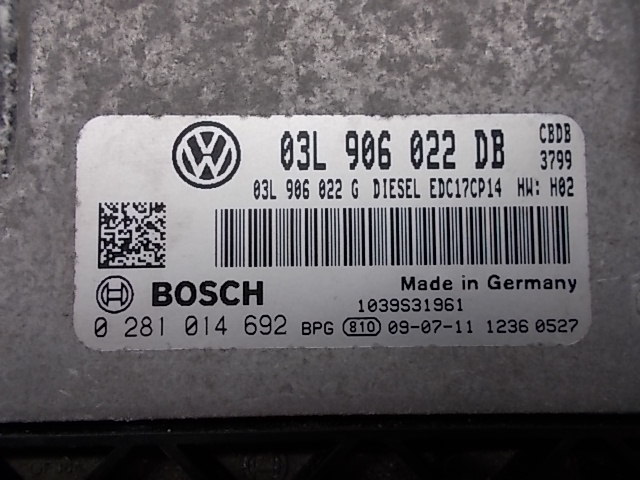 03L 906 022 DB CBDB
3799
03L 906 022 G DIESEL EDC17CP14 HW: H02
Made in Germany
BOSCH
1039S31961
0 281 014 692 BPG 810 09-07-11 1236 0527